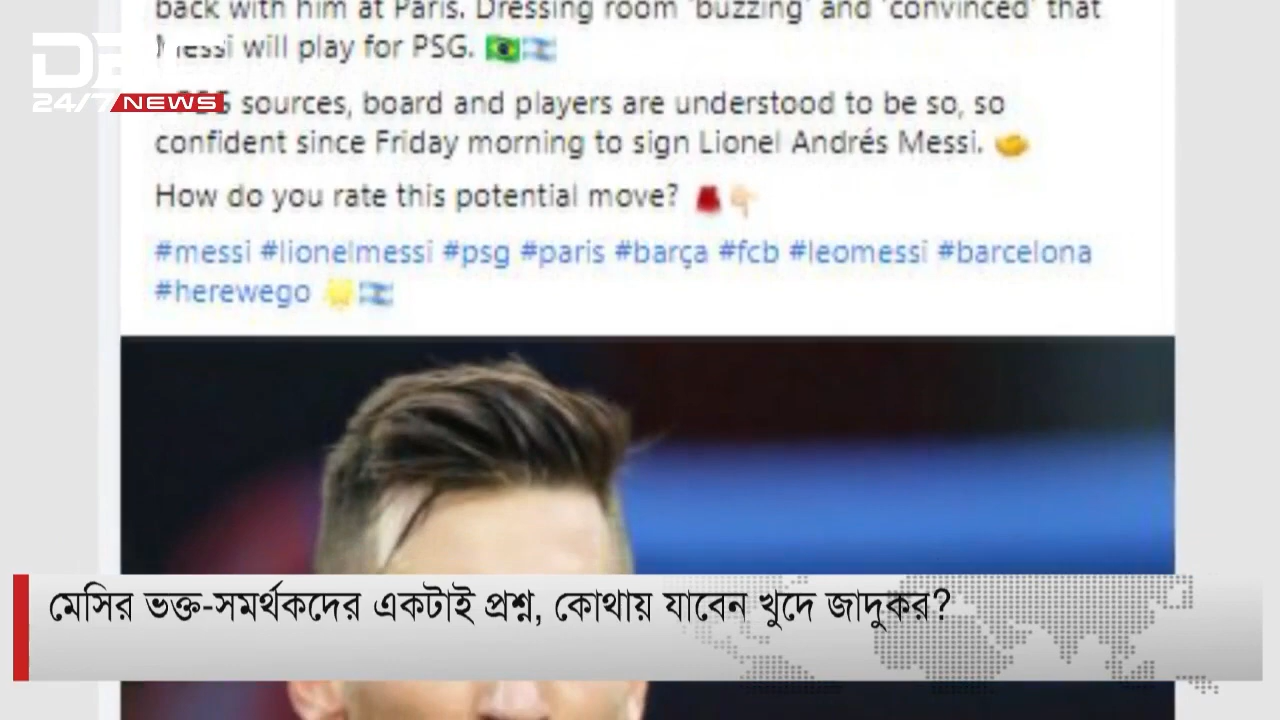 back with him at Paris. Dressing room 'buzzing' and 'convinced' that
Messi will play for PSG. 🇧🇷🇦🇷
sources, board and players are understood to be so, so
confident since Friday morning to sign Lionel Andrés Messi. 🤝
How do you rate this potential move?
#messi #lionelmessi #psg #paris #barça #fcb #leomessi #barcelona
#herewego 🌟🇦🇷
24/7 NEWS
মেসির ভক্ত-সমর্থকদের একটাই প্রশ্ন, কোথায় যাবেন খুদে জাদুকর?